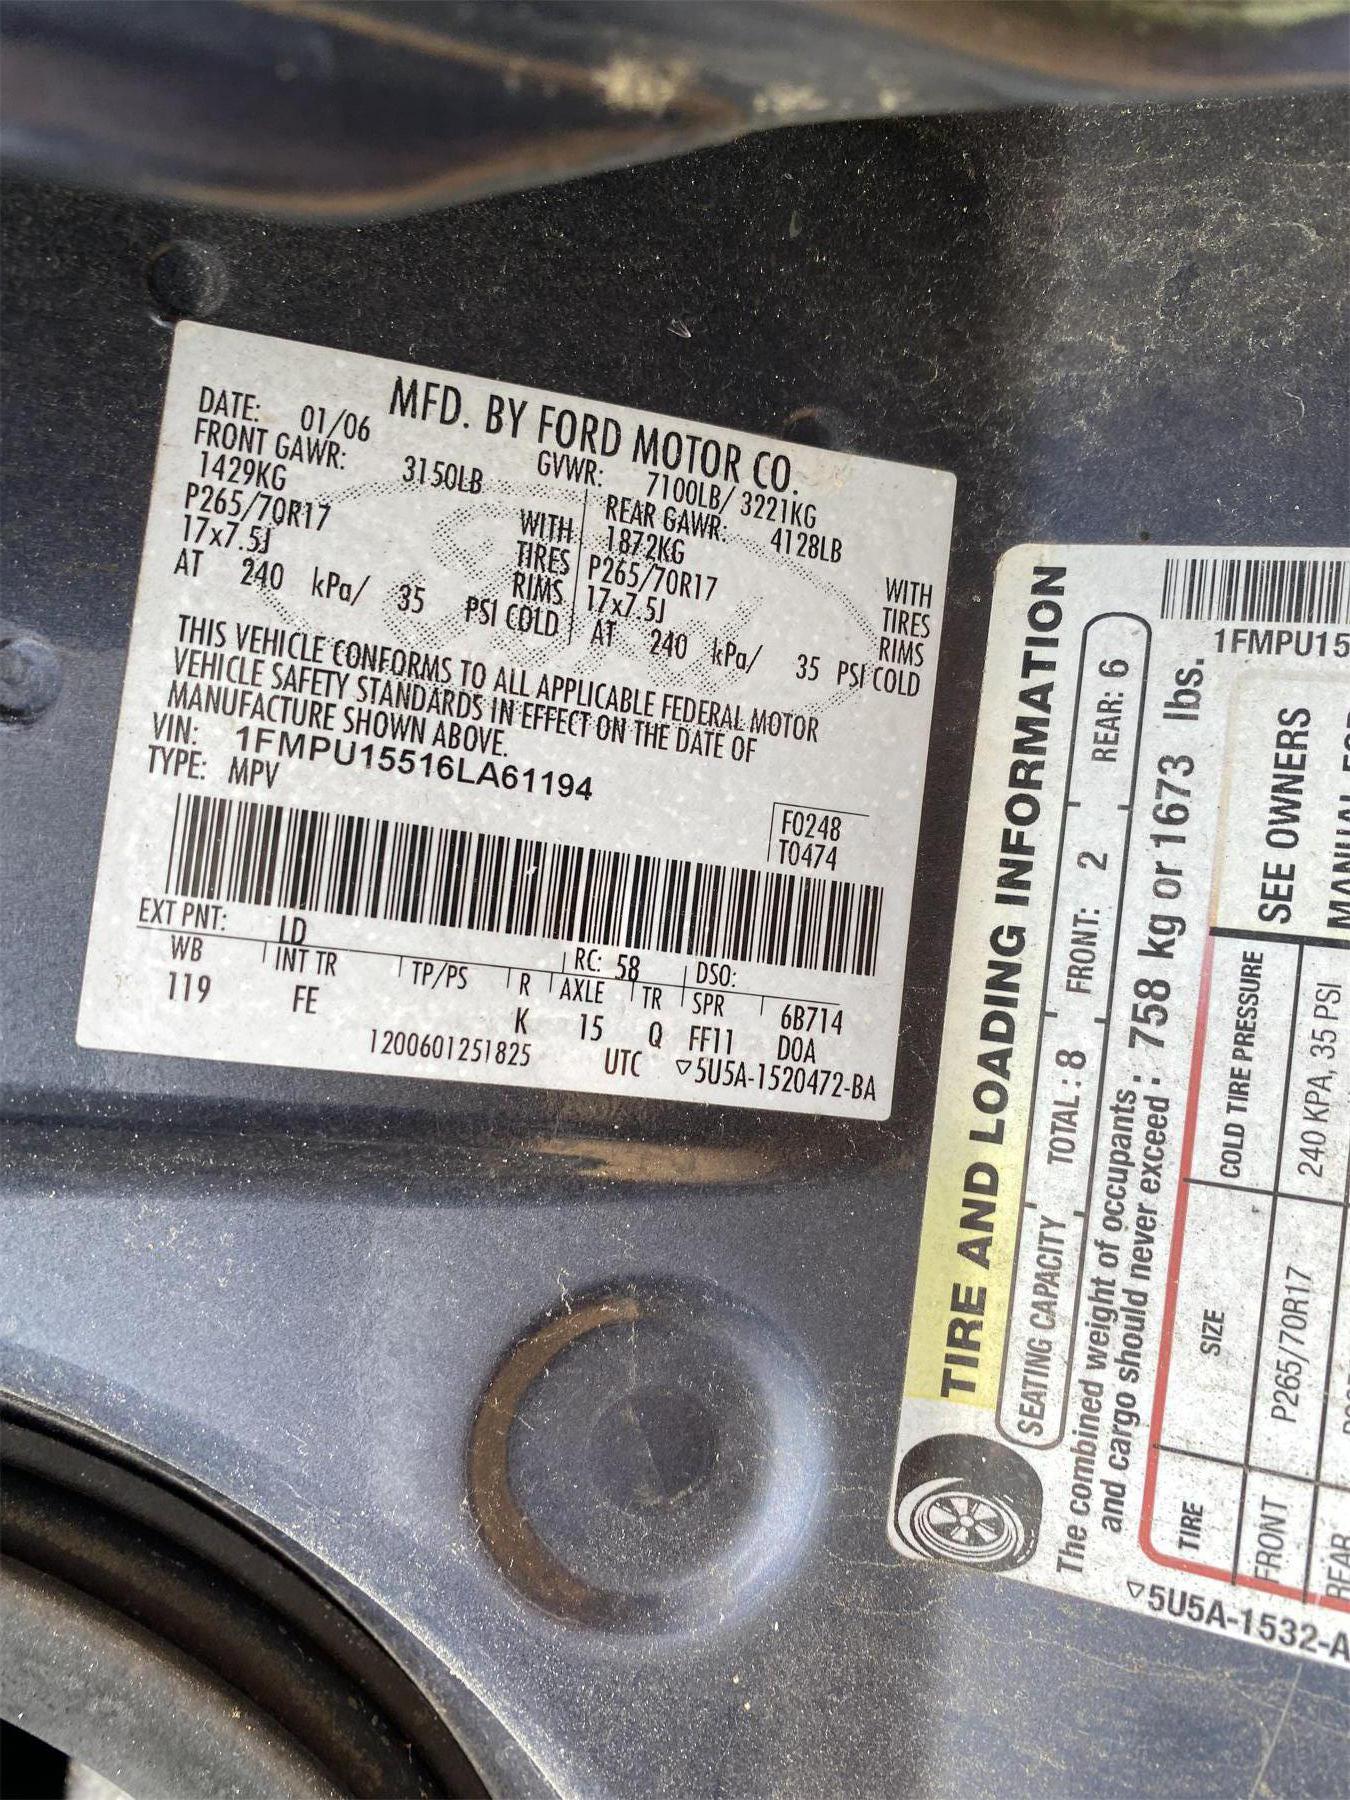 MFD. BY FORD MOTOR CO.
DATE: 01/06 GVWR: 7100LB/ 3221KG
FRONT GAWR: 3150LB REAR GAWR: 4128LB
1429KG WITH 1872KG WITH
P265/70R17 TIRES P265/70R17 TIRES
17x7.5J RIMS 17x7.5J RIMS
AT 240 kPa/ 35 PSI COLD AT 240 kPa/ 35 PSI COLD
THIS VEHICLE CONFORMS TO ALL APPLICABLE FEDERAL MOTOR
VEHICLE SAFETY STANDARDS IN EFFECT ON THE DATE OF
MANUFACTURE SHOWN ABOVE.
VIN: 1FMPU15516LA61194
TYPE: MPV
F0248
T0474
EXT PNT: LD RC: 58 DSO:
WB INT TR TP/PS R AXLE TR SPR 6B714
119 FE K 15 Q FF11 DOA
1200601251825 UTC ▽5U5A-1520472-BA
TIRE AND LOADING INFORMATION
SEATING CAPACITY TOTAL: 8 FRONT: 2 REAR: 6
The combined weight of occupants
and cargo should never exceed: 758 kg or 1673 lbs.
TIRE SIZE COLD TIRE PRESSURE SEE OWNERS
FRONT P265/70R17 240 KPA, 35 PSI
REAR
1FMPU15
▽5U5A-1532-A